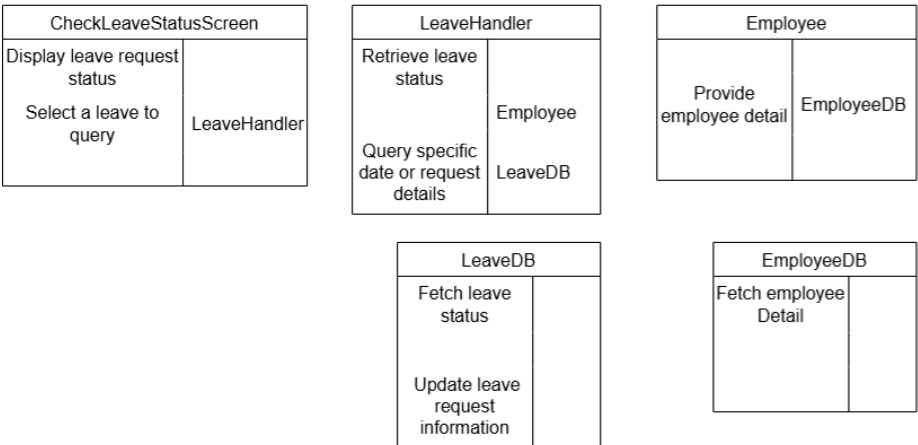 CheckLeaveStatusScreen
Display leave request
status
Select a leave to
query
LeaveHandler
LeaveHandler
Retrieve leave
status
Employee
Query specific
date or request
details
LeaveDB
Employee
Provide
employee detail
EmployeeDB
LeaveDB
Fetch leave
status
Update leave
request
information
EmployeeDB
Fetch employee
Detail